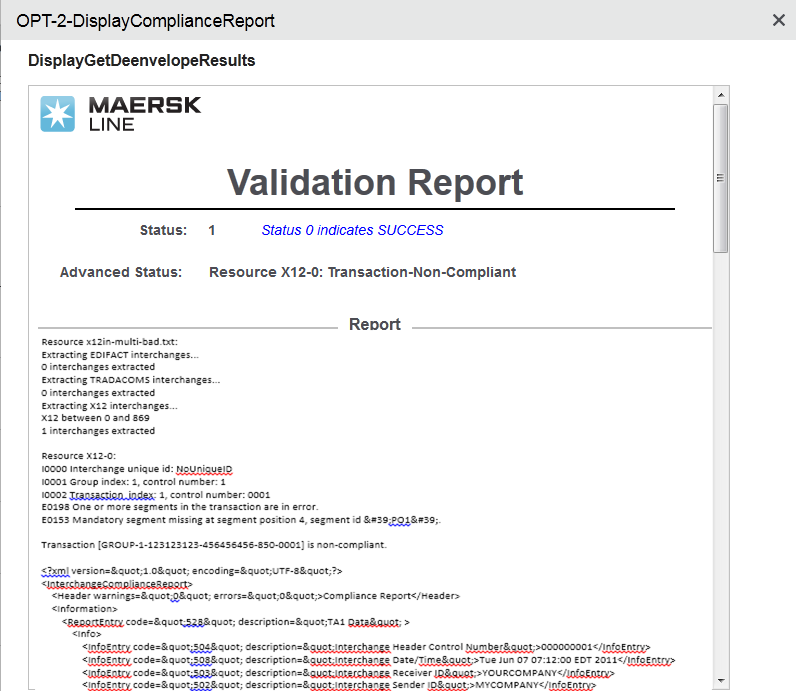 OPT-2-DisplayComplianceReport
DisplayGetDeenvelopeResults
MAERSK
LINE
Validation Report
Status: 1 Status 0 indicates SUCCESS
Advanced Status: Resource X12-0: Transaction-Non-Compliant
Report
Resource x12in-multi-bad.txt:
Extracting EDIFACT interchanges...
0 interchanges extracted
Extracting TRADACOMS interchanges...
0 interchanges extracted
Extracting X12 interchanges...
X12 between 0 and 869
1 interchanges extracted
Resource X12-0:
I0000 Interchange unique id: NoUniqueID
I0001 Group index: 1, control number: 1
I0002 Transaction index: 1, control number: 0001
E0198 One or more segments in the transaction are in error.
E0153 Mandatory segment missing at segment position 4, segment id &#39;PO1&#39;.
Transaction [GROUP-1-123123123-456456456-850-0001] is non-compliant.
<?xml version=&quot;1.0&quot; encoding=&quot;UTF-8&quot;?>
<InterchangeComplianceReport>
<Header warnings=&quot;0&quot; errors=&quot;0&quot;>Compliance Report</Header>
<Information>
<ReportEntry code=&quot;528&quot; description=&quot;TA1 Data&quot; >
<Info>
<InfoEntry code=&quot;504&quot; description=&quot;Interchange Header Control Number&quot;>000000001</InfoEntry>
<InfoEntry code=&quot;508&quot; description=&quot;Interchange Date/Time&quot;>Tue Jun 07 07:12:00 EDT 2011</InfoEntry>
<InfoEntry code=&quot;503&quot; description=&quot;Interchange Receiver ID&quot;>YOURCOMPANY</InfoEntry>
<InfoEntry code=&quot;502&quot; description=&quot;Interchange Sender ID&quot;>MYCOMPANY</InfoEntry>